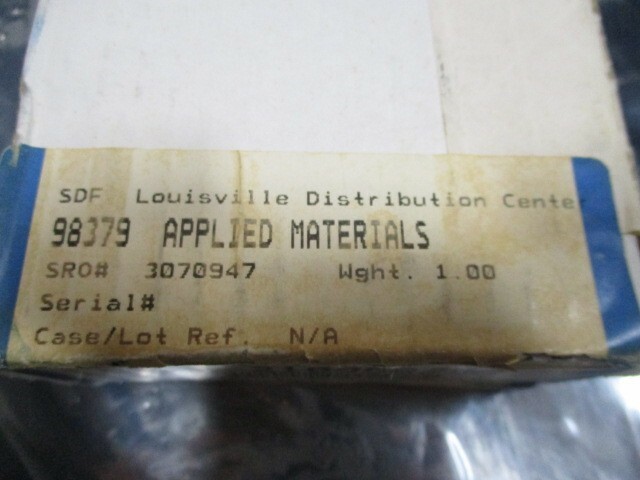 SDF Louisville Distribution Center
98379 APPLIED MATERIALS
SRO# 3070947 Wght. 1.00
Serial#
Case/Lot Ref. N/A